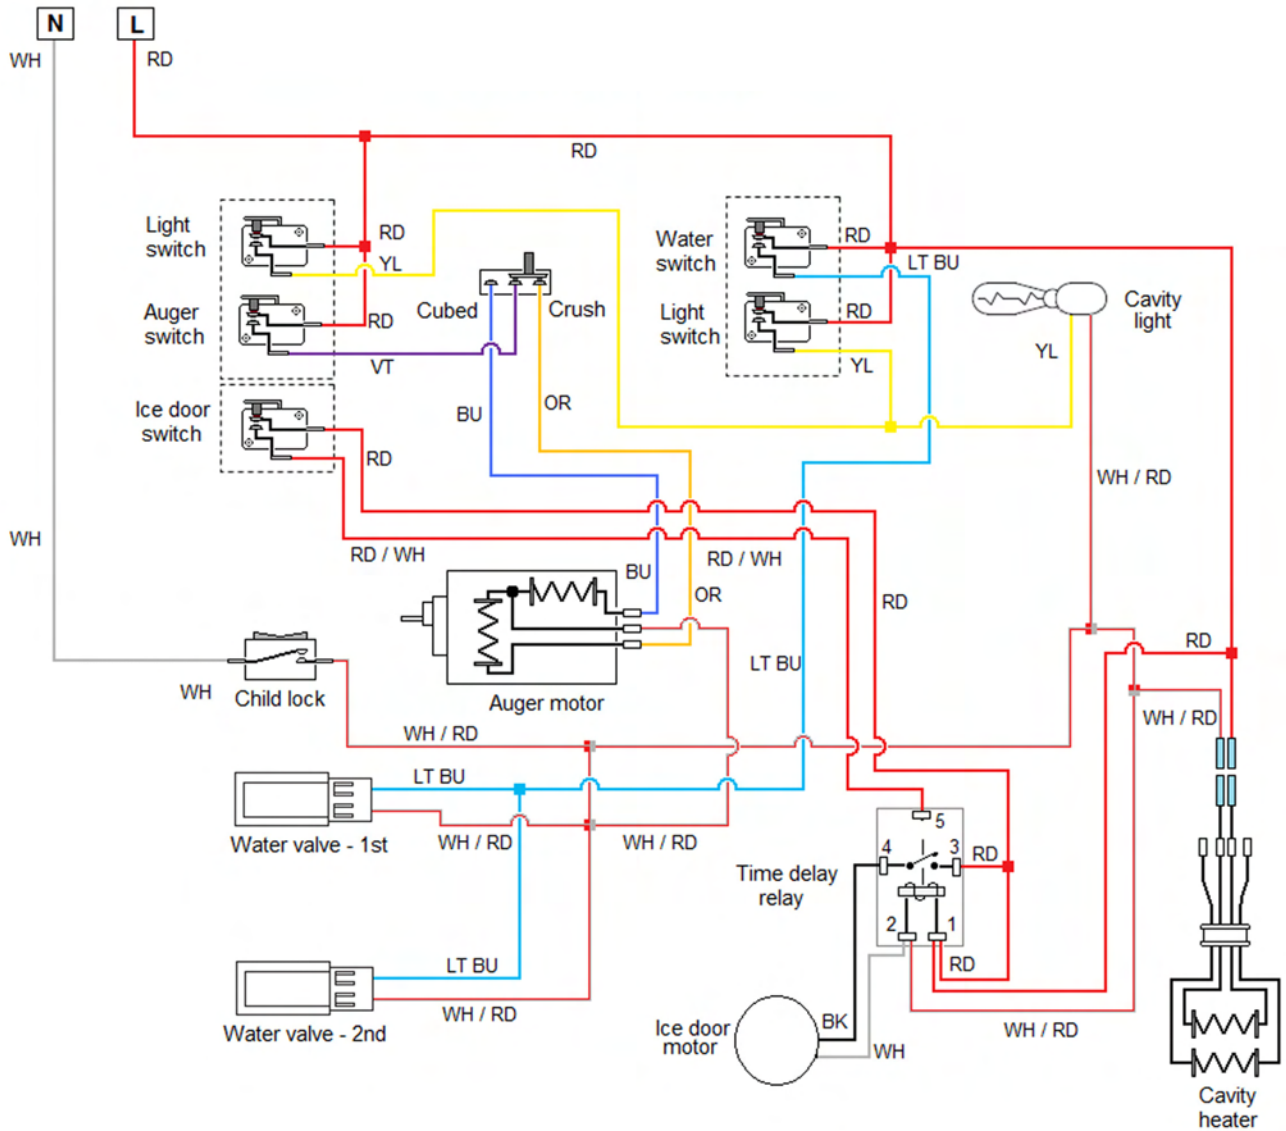 N
L
WH
RD
RD
Light
switch
RD
YL
Auger
switch
RD
VT
Cubed
Crush
Water
switch
RD
LT BU
Light
switch
RD
YL
Cavity
light
YL
Ice door
switch
RD
BU
OR
WH / RD
WH
RD / WH
RD / WH
BU
OR
RD
RD
LT BU
WH
Child lock
Auger motor
WH / RD
WH / RD
LT BU
Water valve - 1st
WH / RD
WH / RD
5
4
3
RD
Time delay
relay
2
1
RD
LT BU
WH / RD
Water valve - 2nd
Ice door
motor
BK
WH
WH / RD
Cavity
heater